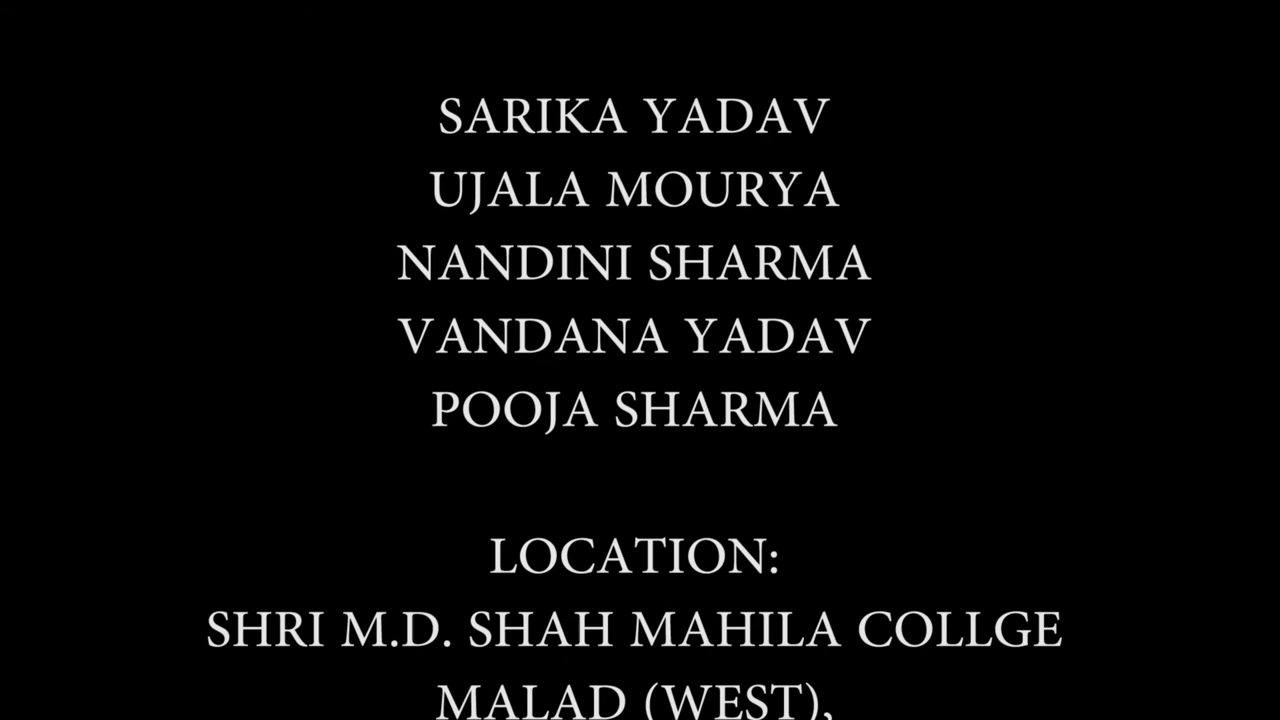 SARIKA YADAV
UJALA MOURYA
NANDINI SHARMA
VANDANA YADAV
POOJA SHARMA
LOCATION:
SHRI M.D. SHAH MAHILA COLLGE
MALAD (WEST),